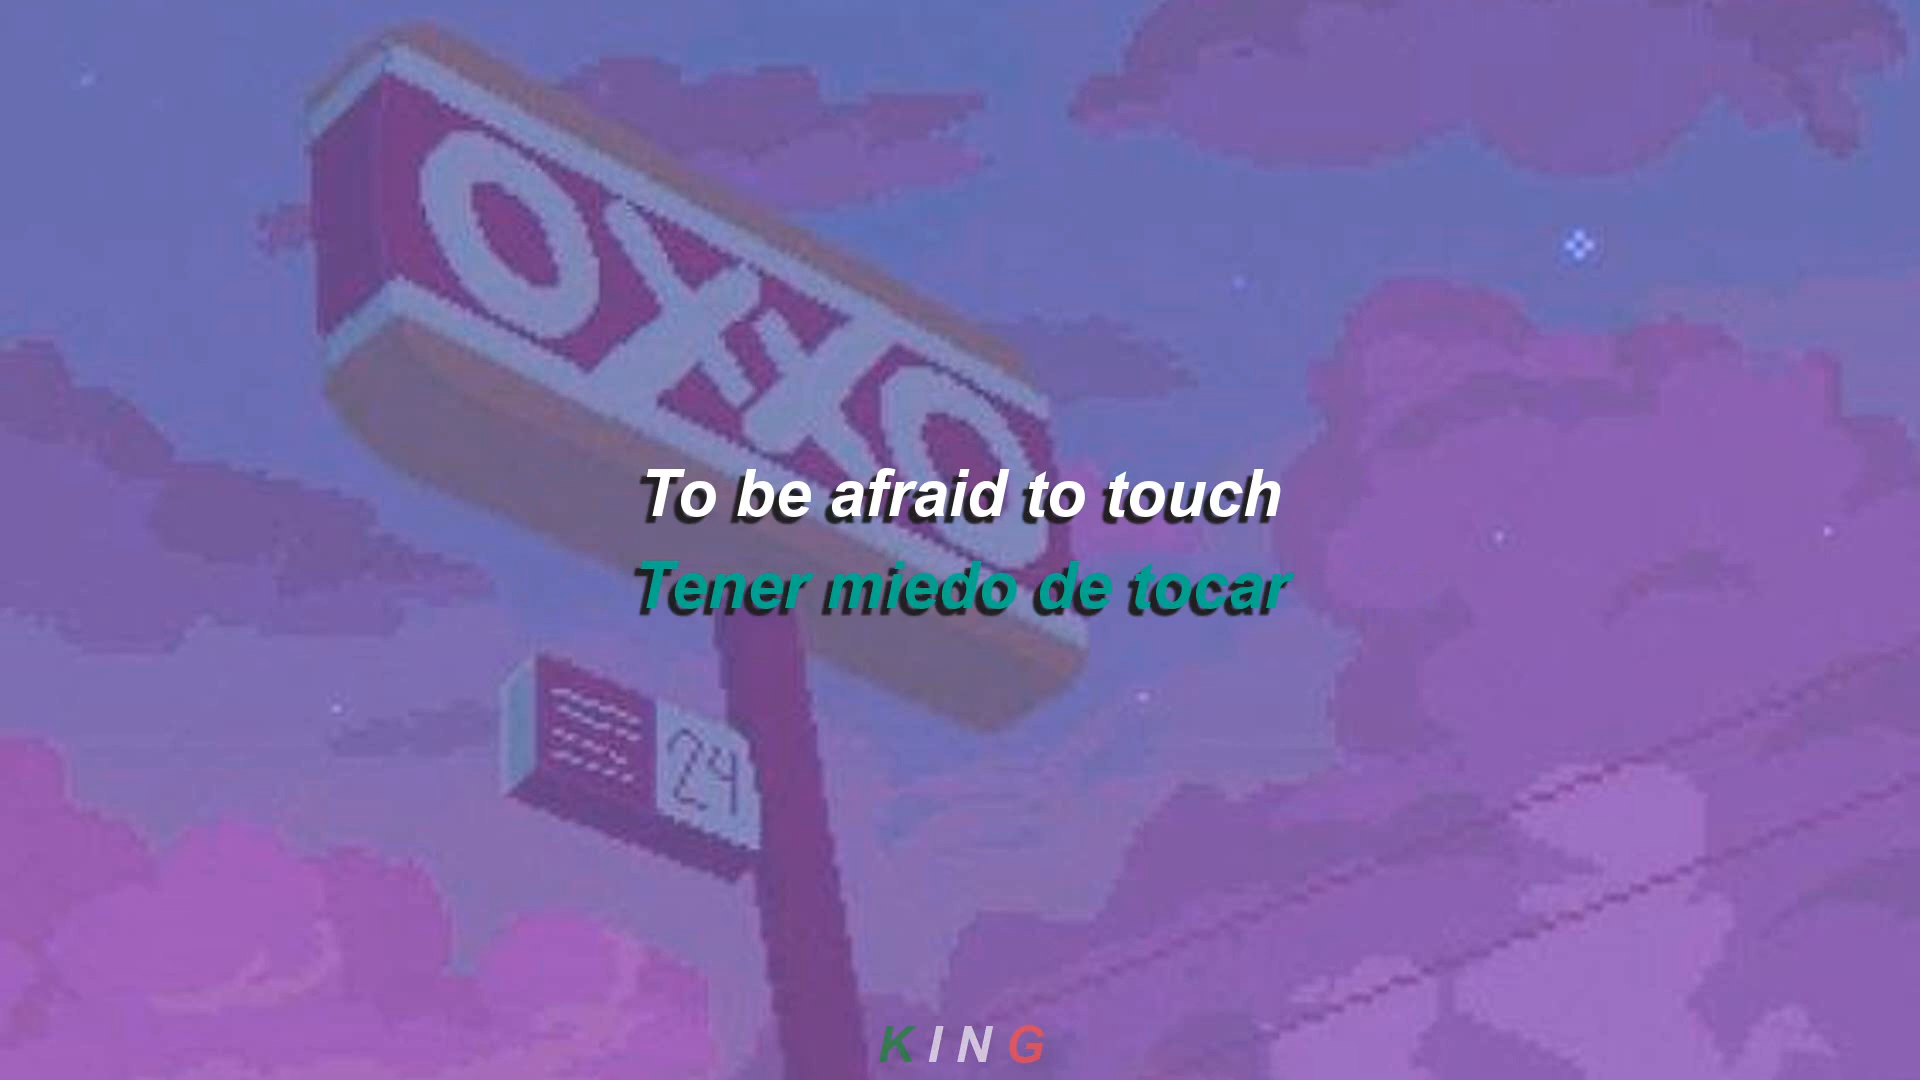 OXXO
To be afraid to touch
Tener miedo de tocar
24
KING